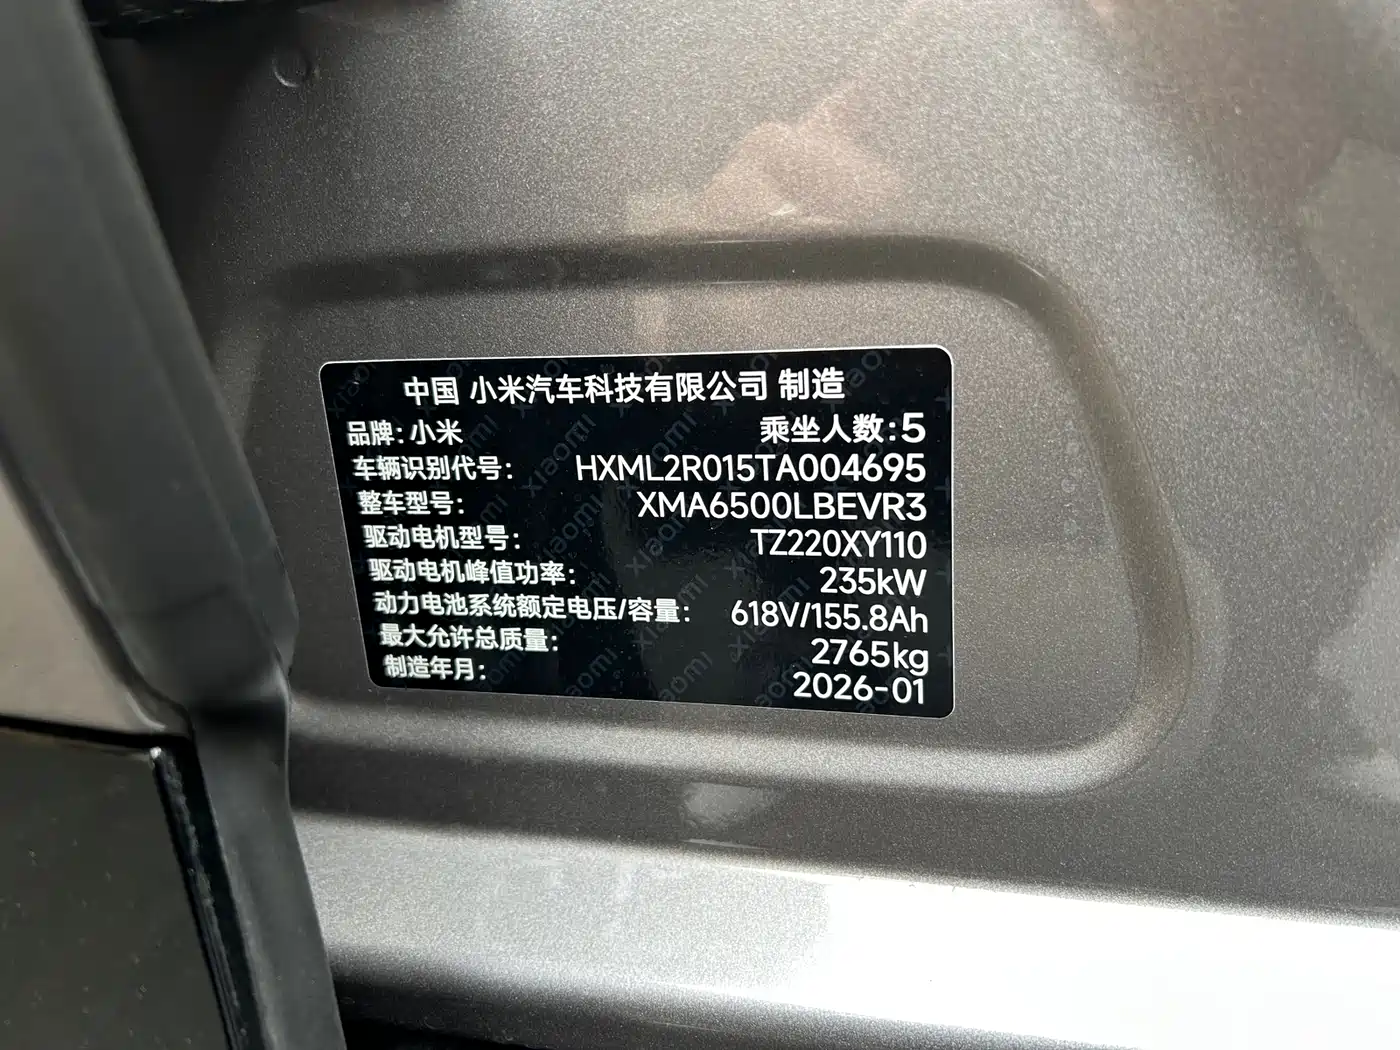 中国 小米汽车科技有限公司 制造
品牌: 小米 乘坐人数: 5
车辆识别代号: HXML2R015TA004695
整车型号: XMA6500LBEVR3
驱动电机型号: TZ220XY110
驱动电机峰值功率: 235kW
动力电池系统额定电压/容量: 618V/155.8Ah
最大允许总质量: 2765kg
制造年月: 2026-01